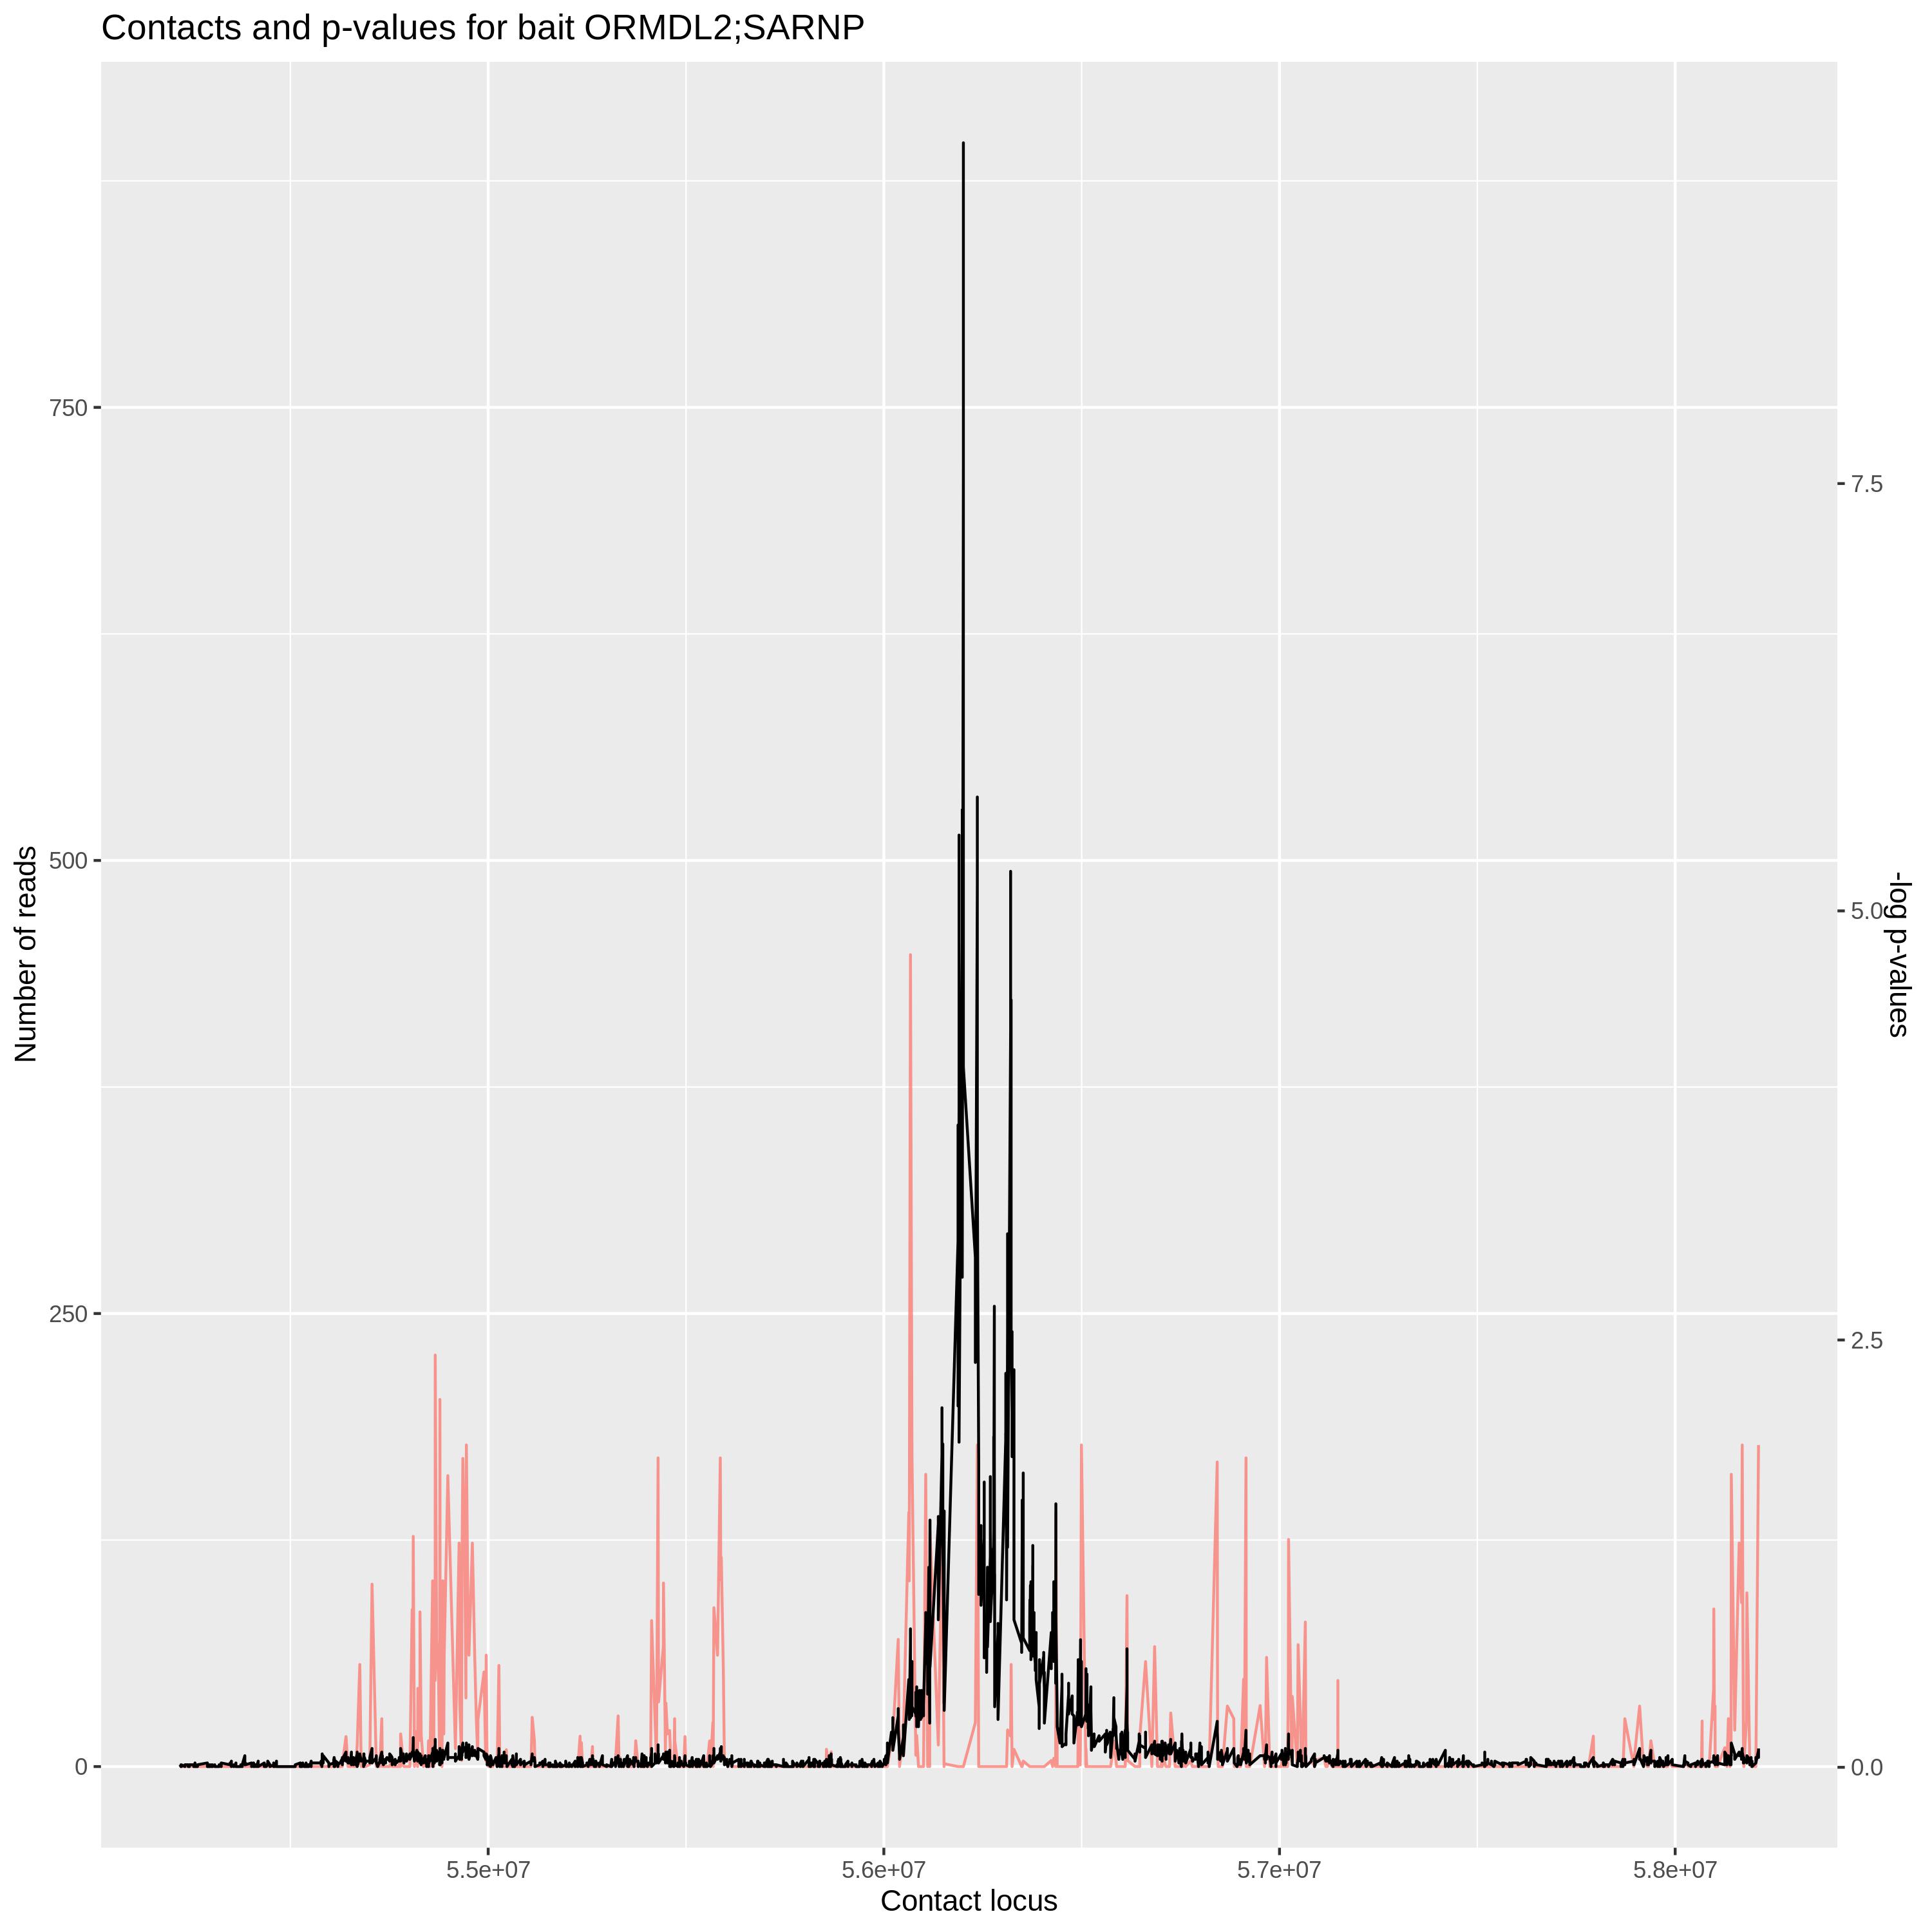 Contacts and p-values for bait ORMDL2;SARNP
Number of reads
750
500
250
0
7.5
5.0
2.5
0.0
-log p-values
5.5e+07 5.6e+07 5.7e+07 5.8e+07
Contact locus